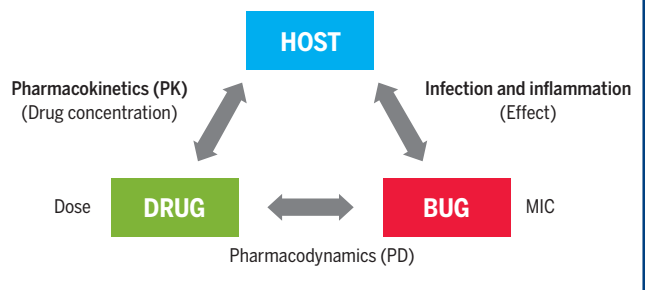 HOST
Pharmacokinetics (PK)
(Drug concentration)
Infection and inflammation
(Effect)
Dose
DRUG
BUG
MIC
Pharmacodynamics (PD)